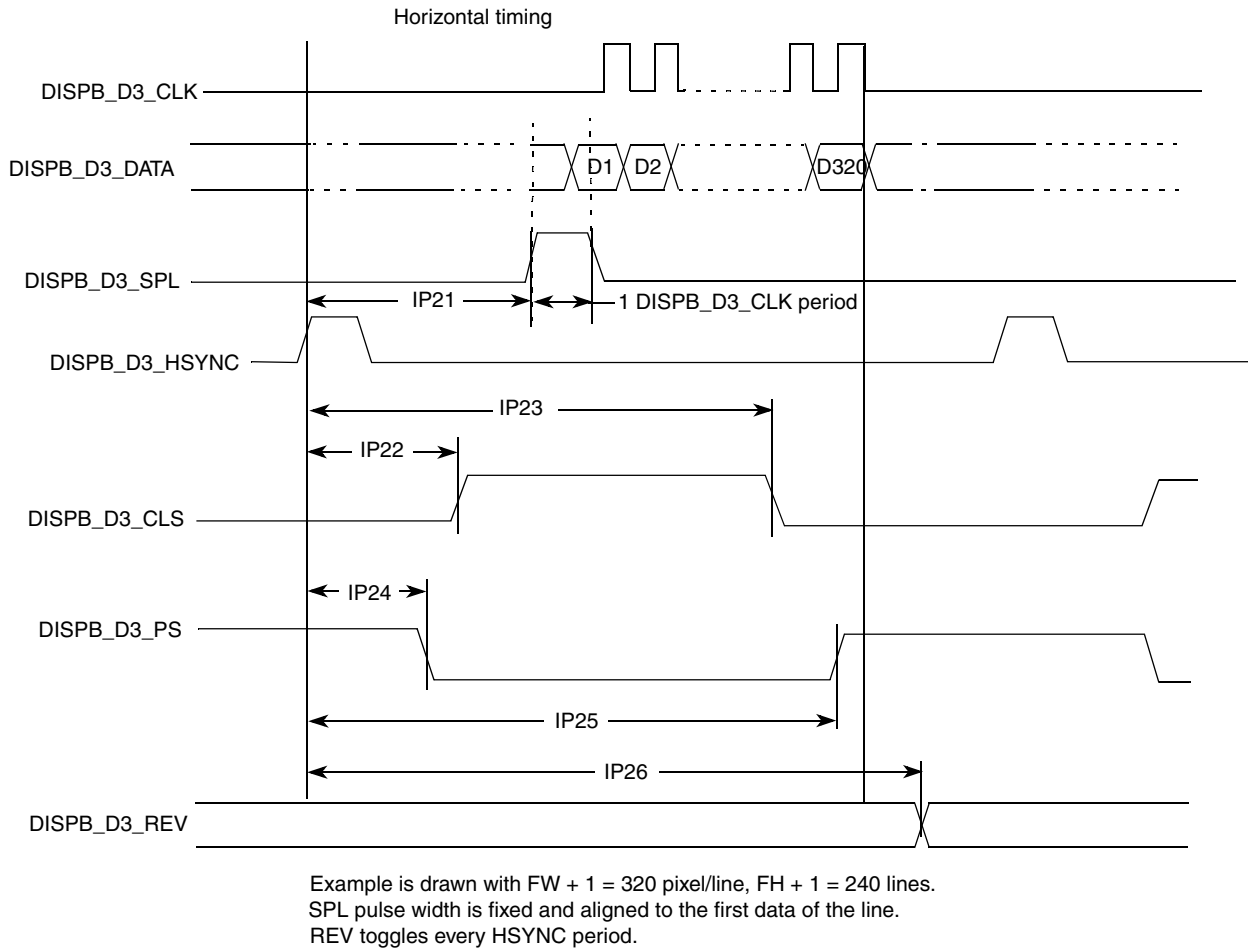 Horizontal timing
DISPB_D3_CLK
DISPB_D3_DATA
D1
D2
D320
DISPB_D3_SPL
IP21
1 DISPB_D3_CLK period
DISPB_D3_HSYNC
IP23
IP22
DISPB_D3_CLS
IP24
DISPB_D3_PS
IP25
IP26
DISPB_D3_REV
Example is drawn with FW + 1 = 320 pixel/line, FH + 1 = 240 lines.
SPL pulse width is fixed and aligned to the first data of the line.
REV toggles every HSYNC period.